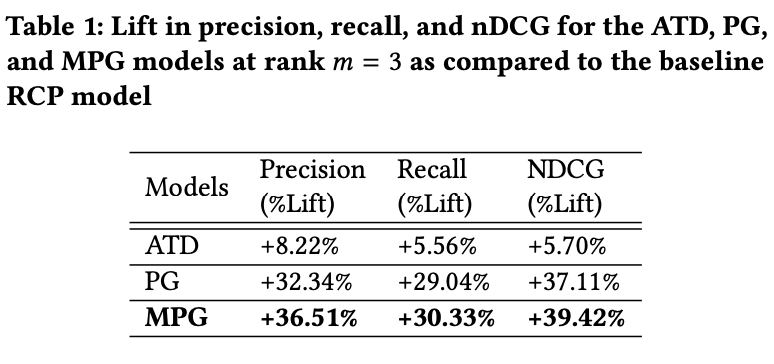 Table 1: Lift in precision, recall, and nDCG for the ATD, PG,
and MPG models at rank m = 3 as compared to the baseline
RCP model
Models Precision (%Lift) Recall (%Lift) NDCG (%Lift)
ATD +8.22% +5.56% +5.70%
PG +32.34% +29.04% +37.11%
MPG +36.51% +30.33% +39.42%